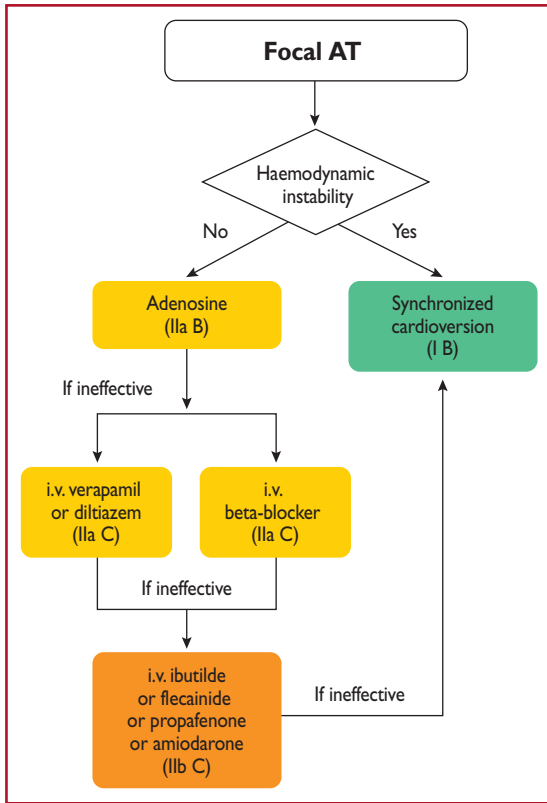 Focal AT
Haemodynamic
instability
No
Yes
Adenosine
(IIa B)
Synchronized
cardioversion
(I B)
If ineffective
i.v. verapamil
or diltiazem
(IIa C)
i.v.
beta-blocker
(IIa C)
If ineffective
i.v. ibutilde
or flecainide
or propafenone
or amiodarone
(IIb C)
If ineffective